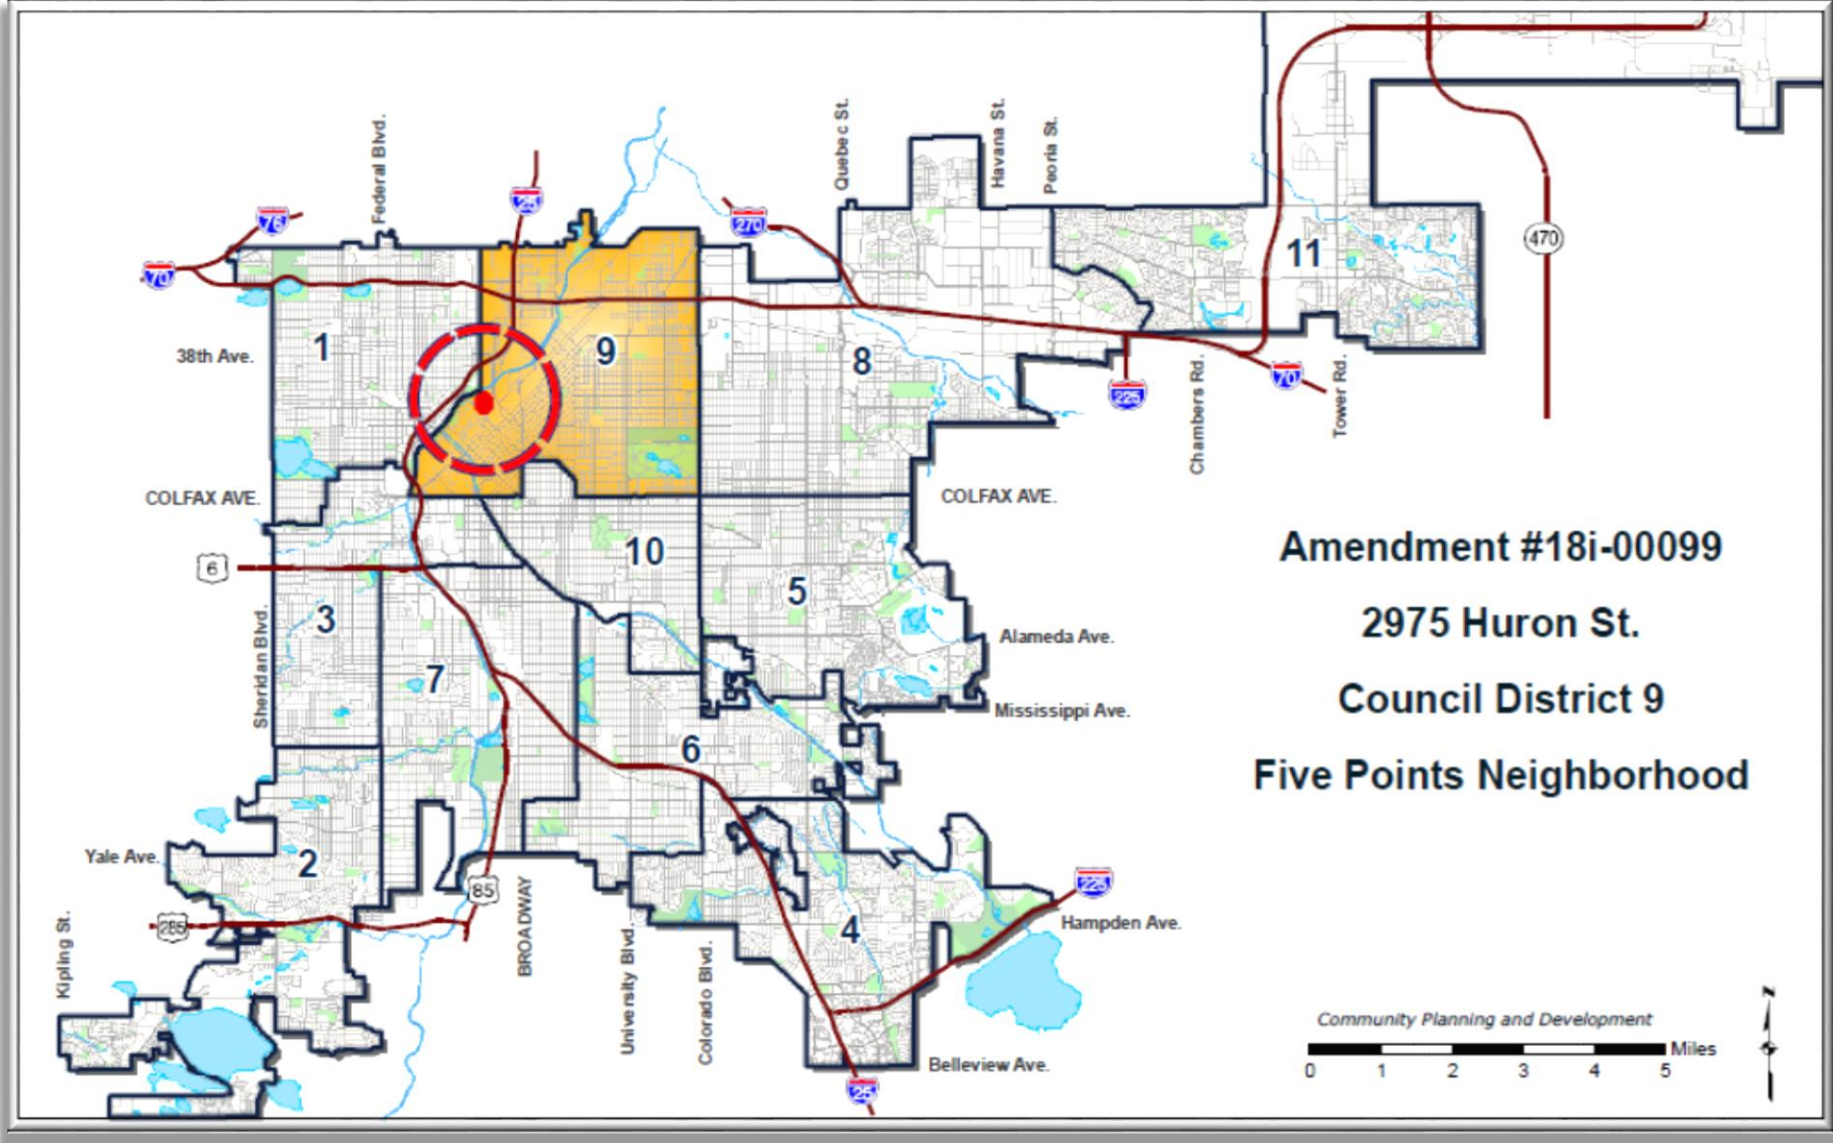 Federal Blvd.
Quebec St.
Havana St.
Peoria St.
76
25
270
70
11
470
1
9
8
38th Ave.
225
70
Chambers Rd.
Tower Rd.
COLFAX AVE.
COLFAX AVE.
6
10
5
3
7
Sheridan Blvd.
Alameda Ave.
Mississippi Ave.
6
Amendment #18i-00099
2975 Huron St.
Council District 9
Five Points Neighborhood
Yale Ave.
2
85
BROADWAY
225
4
Hampden Ave.
285
Kipling St.
University Blvd.
Colorado Blvd.
Belleview Ave.
25
N
Community Planning and Development
Miles
0 1 2 3 4 5